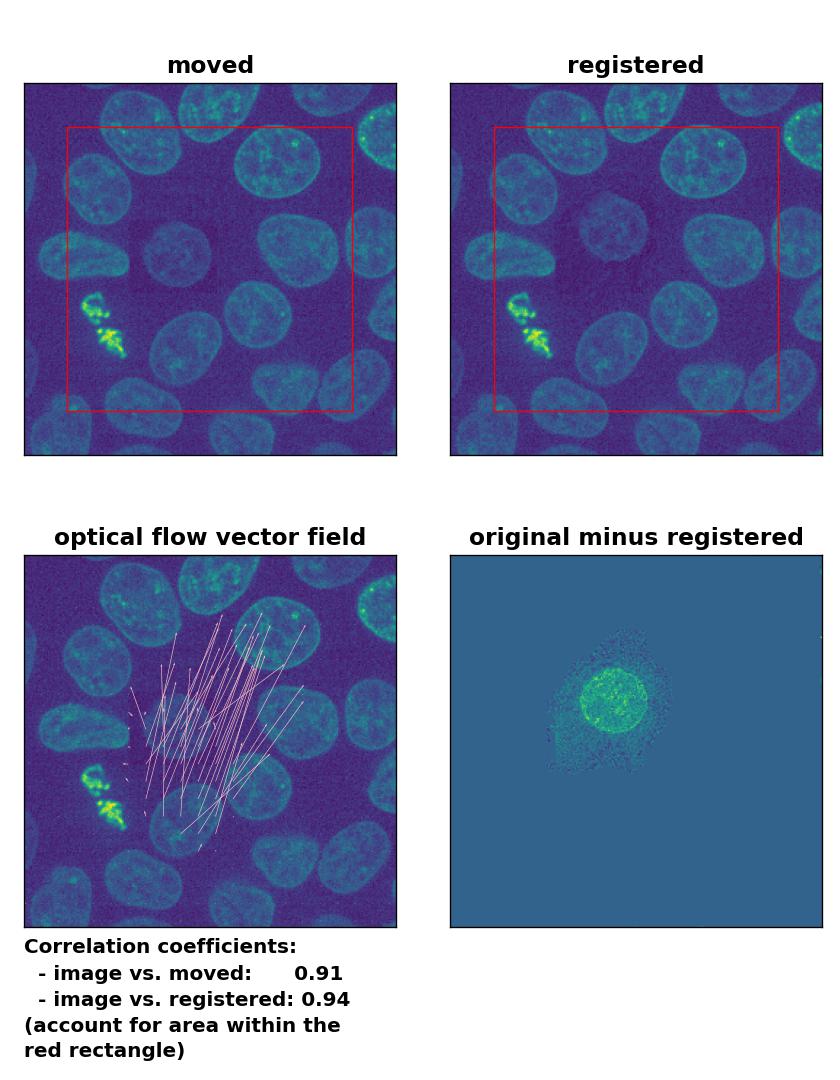 moved
registered
optical flow vector field
original minus registered
Correlation coefficients:
- image vs. moved: 0.91
- image vs. registered: 0.94
(account for area within the
red rectangle)